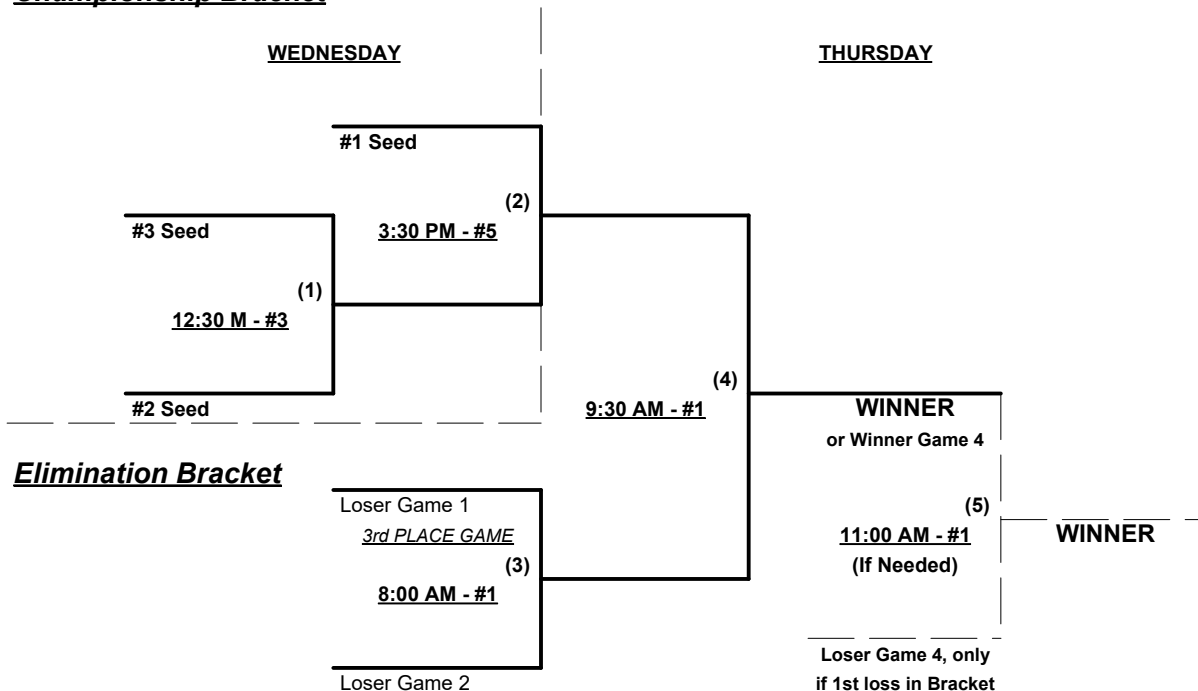 Championship Bracket
WEDNESDAY
THURSDAY
#1 Seed
(2)
#3 Seed
3:30 PM - #5
(1)
12:30 M - #3
(4)
#2 Seed
9:30 AM - #1
WINNER
or Winner Game 4
Elimination Bracket
Loser Game 1
(5)
3rd PLACE GAME
11:00 AM - #1
WINNER
(3)
(If Needed)
8:00 AM - #1
Loser Game 4, only
Loser Game 2
if 1st loss in Bracket